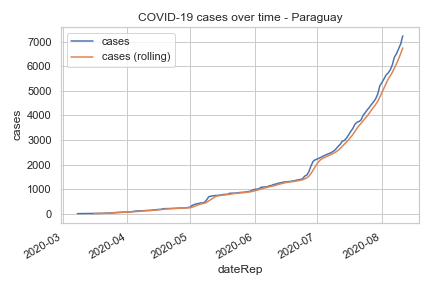 COVID-19 cases over time - Paraguay
cases
cases (rolling)
7000
6000
5000
4000
3000
2000
1000
0
cases
2020-03
2020-04
2020-05
2020-06
2020-07
2020-08
dateRep